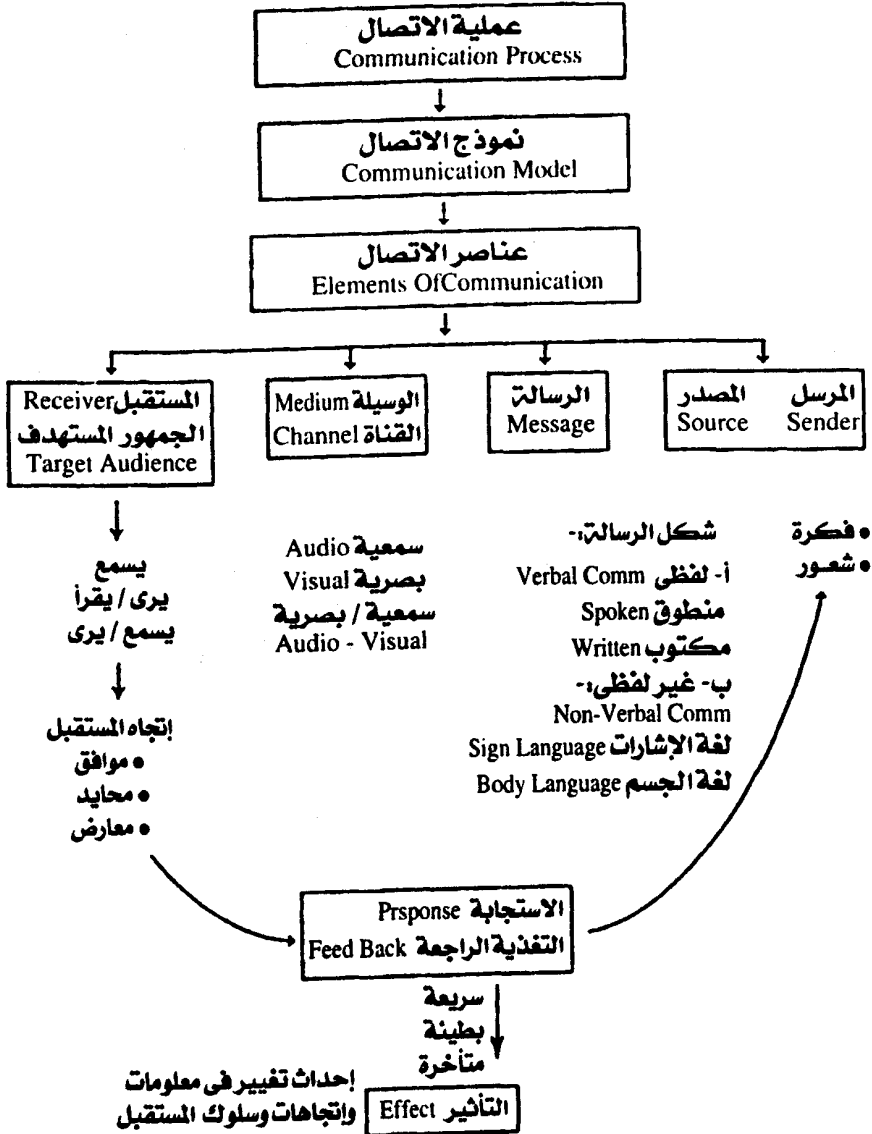 عملية الاتصال
Communication Process
نموذج الاتصال
Communication Model
عناصر الاتصال
Elements OfCommunication
المرسل المصدر
Sender Source
الرسالة
Message
الوسيلة Medium
القناة Channel
المستقبل Receiver
الجمهور المستهدف
Target Audience
• فكرة
• شعور
شكل الرسالة:-
أ- لفظى Verbal Comm
منطوق Spoken
مكتوب Written
ب- غير لفظى:-
Non-Verbal Comm
لغة الإشارات Sign Language
لغة الجسم Body Language
سمعية Audio
بصرية Visual
سمعية / بصرية
Audio - Visual
يسمع
يرى / يقرأ
يسمع / يرى
إتجاه المستقبل
• موافق
• محايد
• معارض
الاستجابة Prsponse
التغذية الراجعة Feed Back
سريعة
بطيئة
متأخرة
التأثير Effect
إحداث تغيير فى معلومات
وإتجاهات وسلوك المستقبل